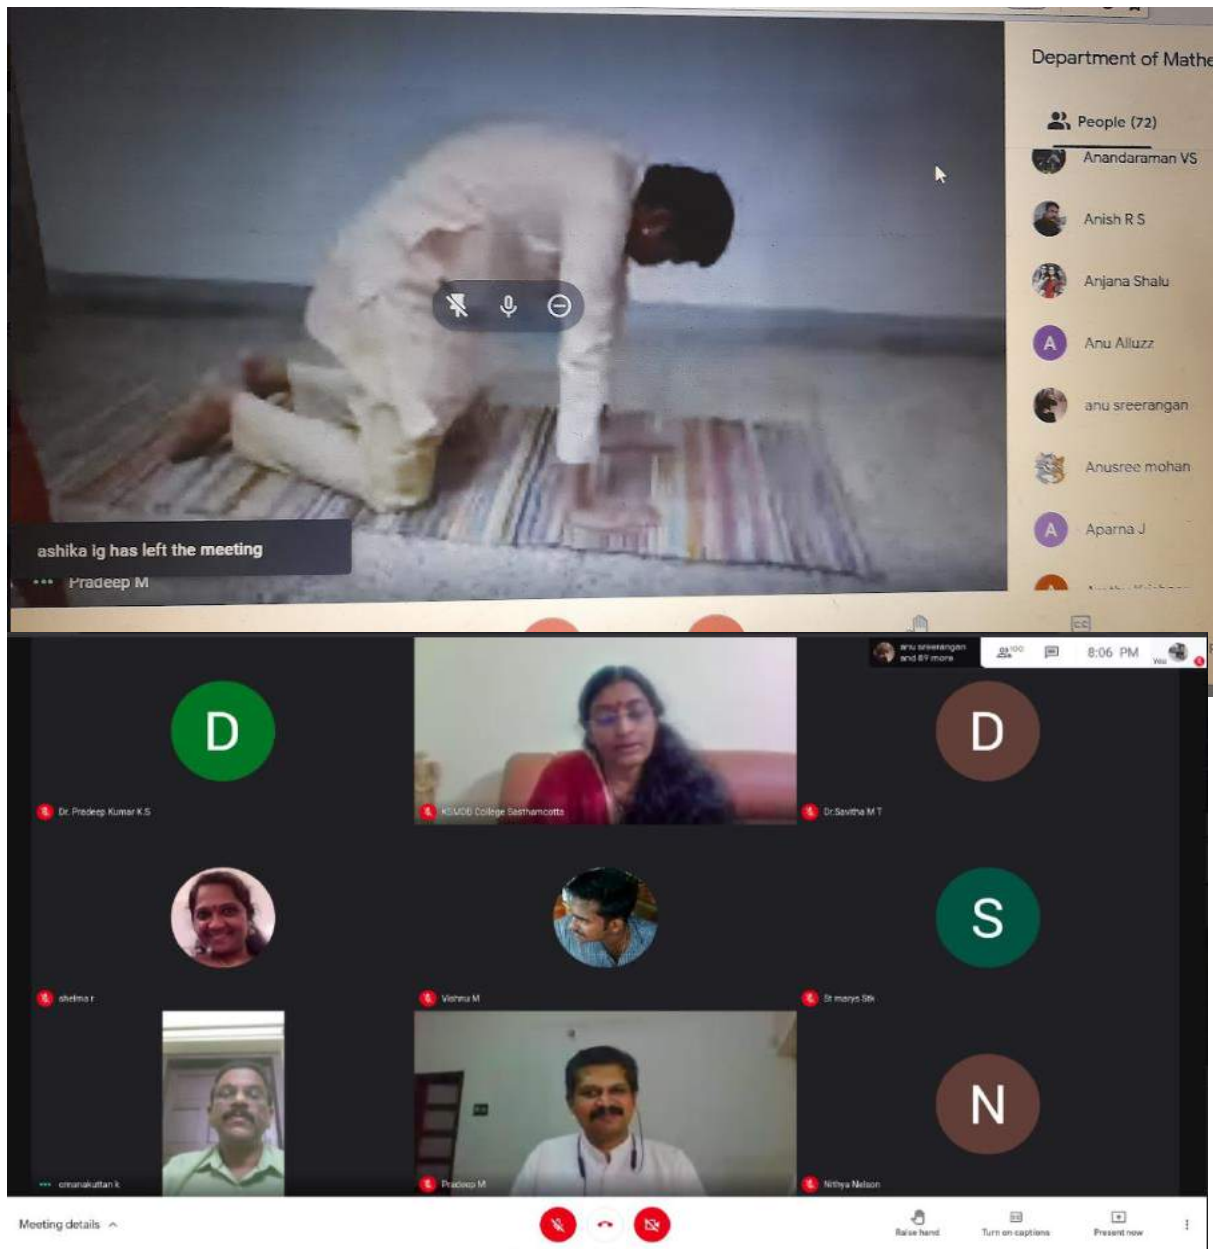 Department of Mathe
People (72)
Anandaraman VS
Anish R S
Anjana Shalu
A
Anu Alluzz
anu sreerangan
Anusree mohan
A
Aparna J
ashika ig has left the meeting
Pradeep M
anu sreerangan
and 89 more
100
8:06 PM
You
D
Dr. Pradeep Kumar K.S
KSMDB College Sasthamcotta
D
Dr.Savitha M T
shelma r
Vishnu M
S
St marys Stk
omanakuttan k
Pradeep M
N
Nithya Nelson
Meeting details
Raise hand
Turn on captions
Present now